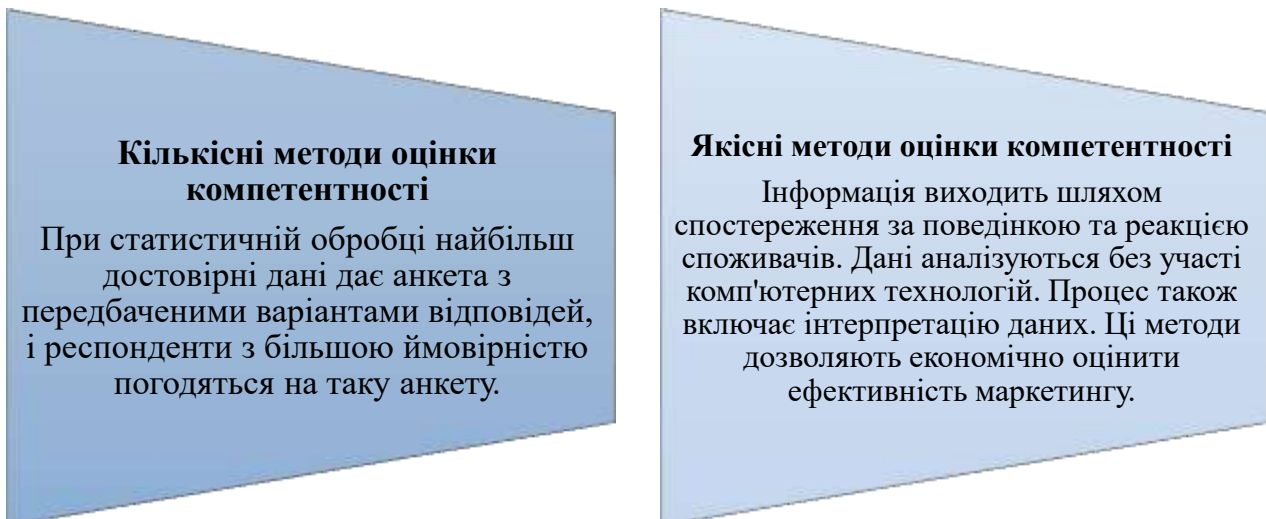 Кількісні методи оцінки
компетентності
При статистичній обробці найбільш
достовірні дані дає анкета з
передбаченими варіантами відповідей,
і респонденти з більшою ймовірністю
погодяться на таку анкету.
Якісні методи оцінки компетентності
Інформація виходить шляхом
спостереження за поведінкою та реакцією
споживачів. Дані аналізуються без участі
комп'ютерних технологій. Процес також
включає інтерпретацію даних. Ці методи
дозволяють економічно оцінити
ефективність маркетингу.